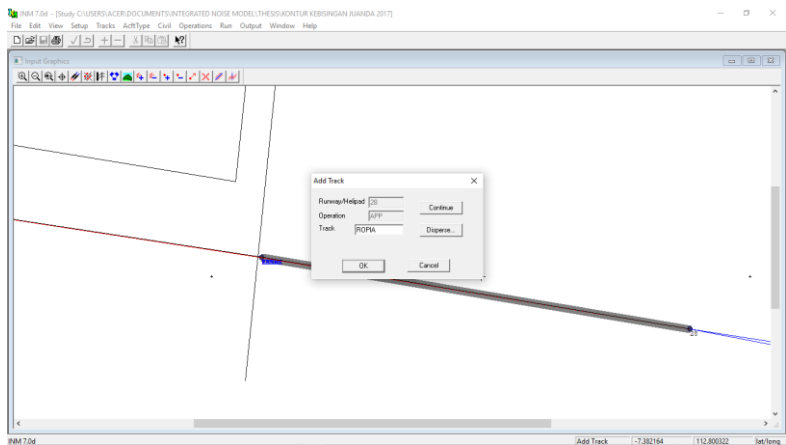 INM 7.0d - [Study C:\USERS\ACER\DOCUMENTS\INTEGRATED NOISE MODEL\THESIS\KONTUR KEBISINGAN JUANDA 2017]
File Edit View Setup Tracks AcftType Civil Operations Run Output Window Help
Input Graphics
Add Track
Runway/Helipad 28
Continue
Operation APP
Track ROPIA
Disperse...
OK Cancel
28
INM 7.0d Add Track -7.382164 112.800322 lat/long